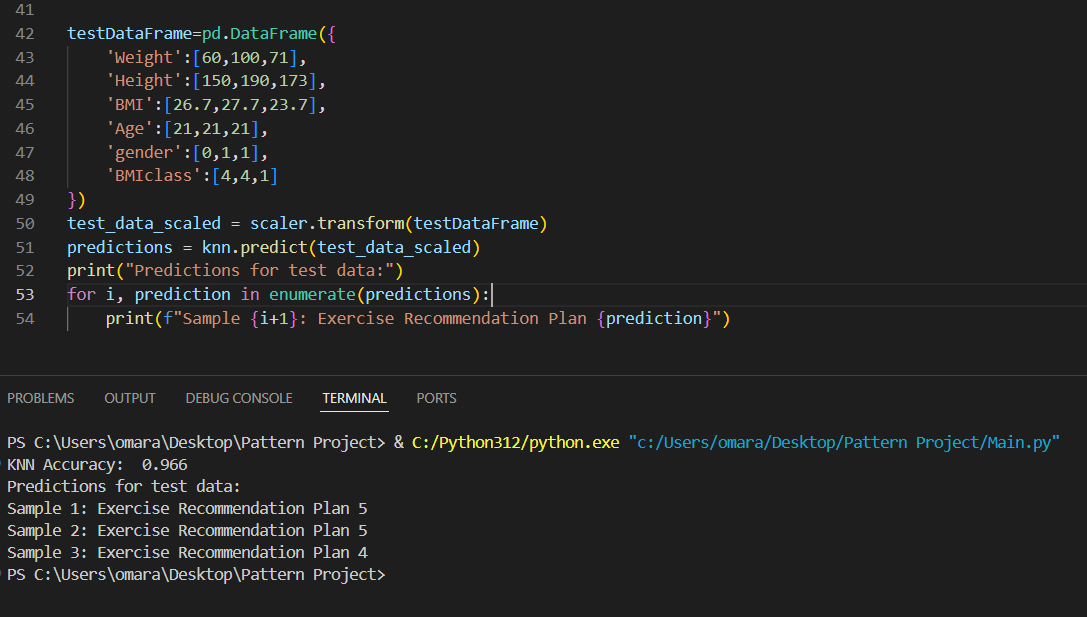 41
42 testDataFrame=pd.DataFrame({
43     'Weight':[60,100,71],
44     'Height':[150,190,173],
45     'BMI':[26.7,27.7,23.7],
46     'Age':[21,21,21],
47     'gender':[0,1,1],
48     'BMIclass':[4,4,1]
49 })
50 test_data_scaled = scaler.transform(testDataFrame)
51 predictions = knn.predict(test_data_scaled)
52 print("Predictions for test data:")
53 for i, prediction in enumerate(predictions):
54     print(f"Sample {i+1}: Exercise Recommendation Plan {prediction}")
PROBLEMS OUTPUT DEBUG CONSOLE TERMINAL PORTS
PS C:\Users\omara\Desktop\Pattern Project> & C:/Python312/python.exe "c:/Users/omara/Desktop/Pattern Project/Main.py"
KNN Accuracy:  0.966
Predictions for test data:
Sample 1: Exercise Recommendation Plan 5
Sample 2: Exercise Recommendation Plan 5
Sample 3: Exercise Recommendation Plan 4
PS C:\Users\omara\Desktop\Pattern Project>